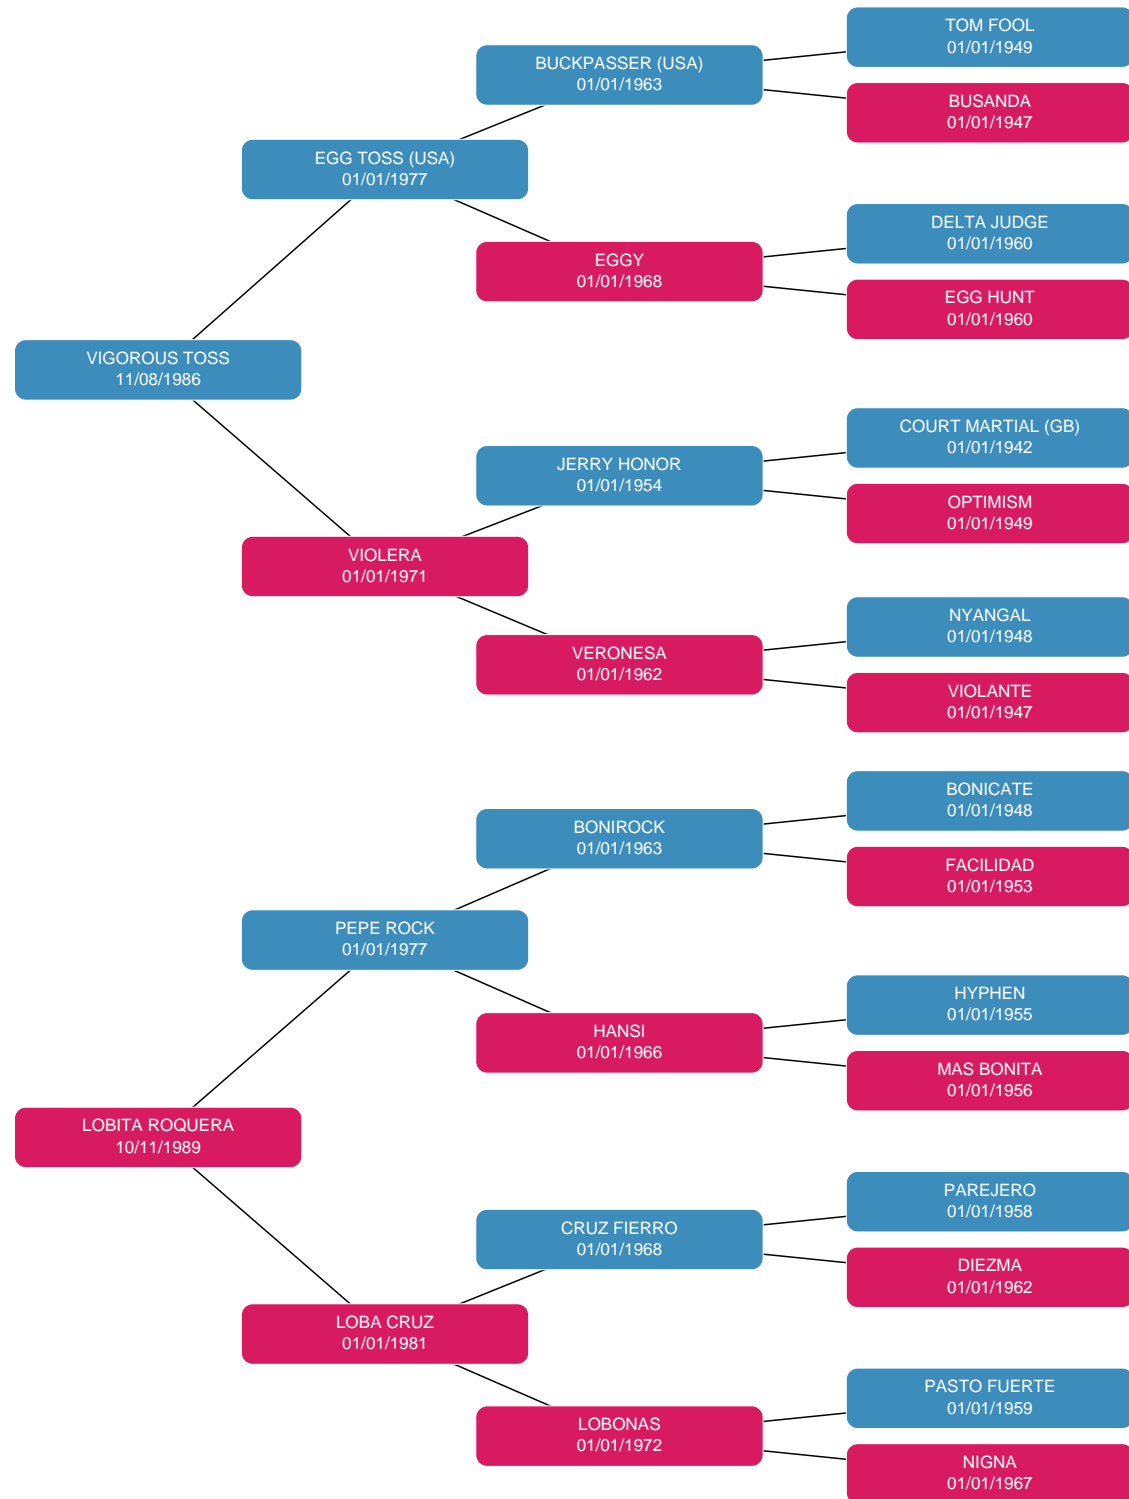 TOM FOOL
01/01/1949
BUCKPASSER (USA)
01/01/1963
BUSANDA
01/01/1947
EGG TOSS (USA)
01/01/1977
DELTA JUDGE
01/01/1960
EGGY
01/01/1968
EGG HUNT
01/01/1960
VIGOROUS TOSS
11/08/1986
COURT MARTIAL (GB)
01/01/1942
JERRY HONOR
01/01/1954
OPTIMISM
01/01/1949
VIOLERA
01/01/1971
NYANGAL
01/01/1948
VERONESA
01/01/1962
VIOLANTE
01/01/1947
BONICATE
01/01/1948
BONIROCK
01/01/1963
FACILIDAD
01/01/1953
PEPE ROCK
01/01/1977
HYPHEN
01/01/1955
HANSI
01/01/1966
MAS BONITA
01/01/1956
LOBITA ROQUERA
10/11/1989
PAREJERO
01/01/1958
CRUZ FIERRO
01/01/1968
DIEZMA
01/01/1962
LOBA CRUZ
01/01/1981
PASTO FUERTE
01/01/1959
LOBONAS
01/01/1972
NIGNA
01/01/1967